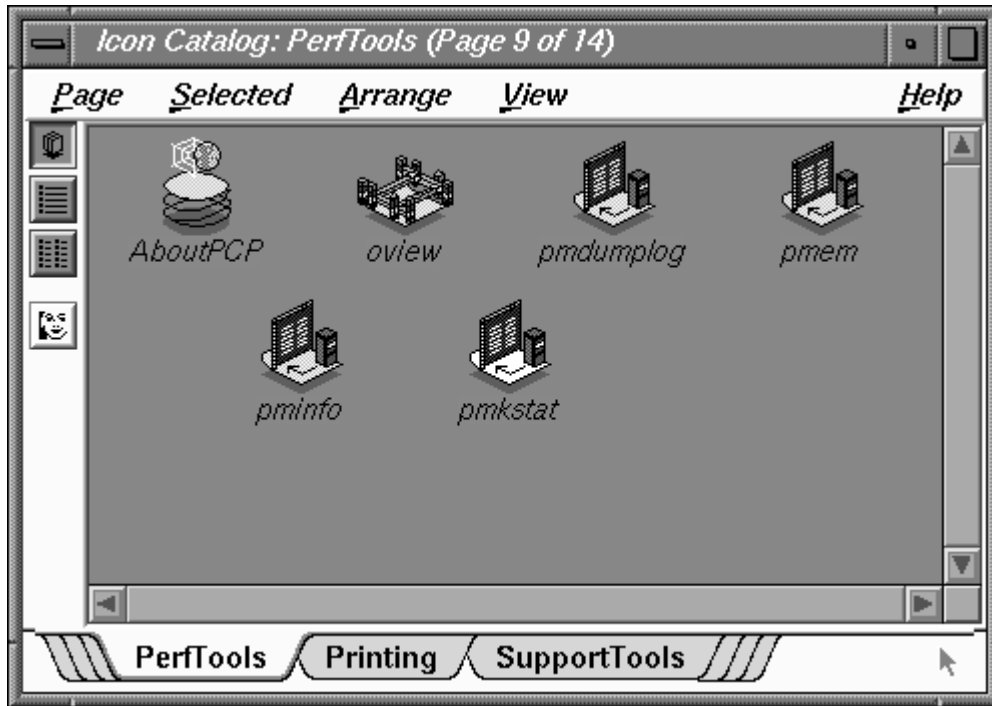 Icon Catalog: PerfTools (Page 9 of 14)
Page Selected Arrange View Help
AboutPCP oview pmdumplog pmem
pminfo pmkstat
PerfTools Printing SupportTools